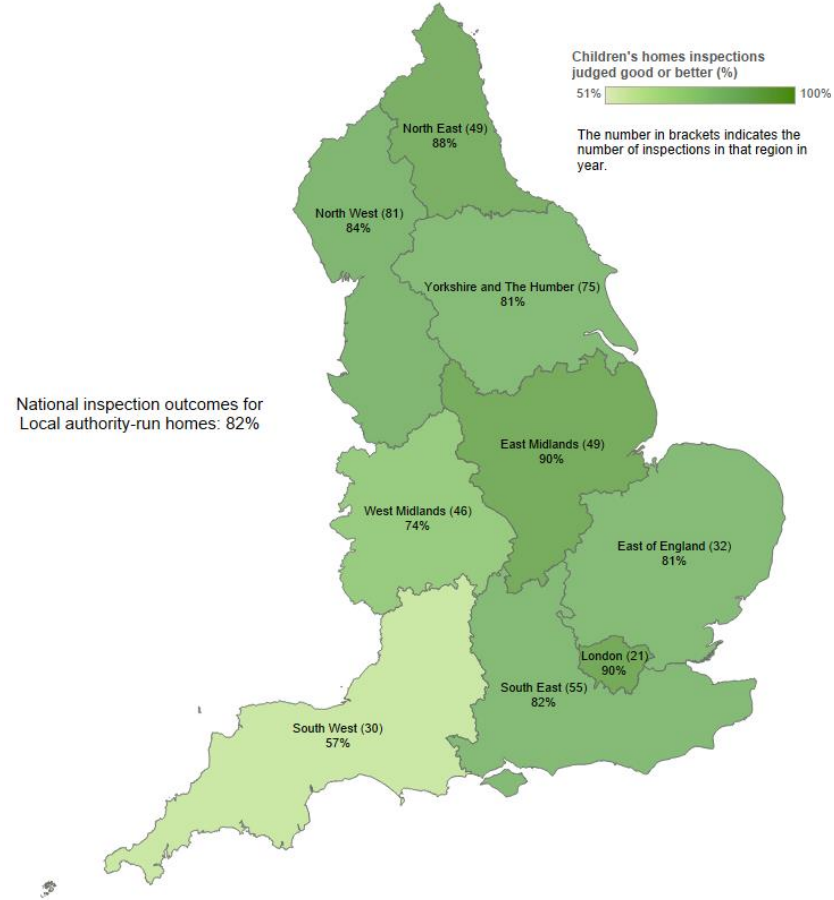 Children's homes inspections
judged good or better (%)
51%
100%
The number in brackets indicates the
number of inspections in that region in
year.
North East (49)
88%
North West (81)
84%
Yorkshire and The Humber (75)
81%
National inspection outcomes for
Local authority-run homes: 82%
East Midlands (49)
90%
West Midlands (46)
74%
East of England (32)
81%
London (21)
90%
South East (55)
82%
South West (30)
57%